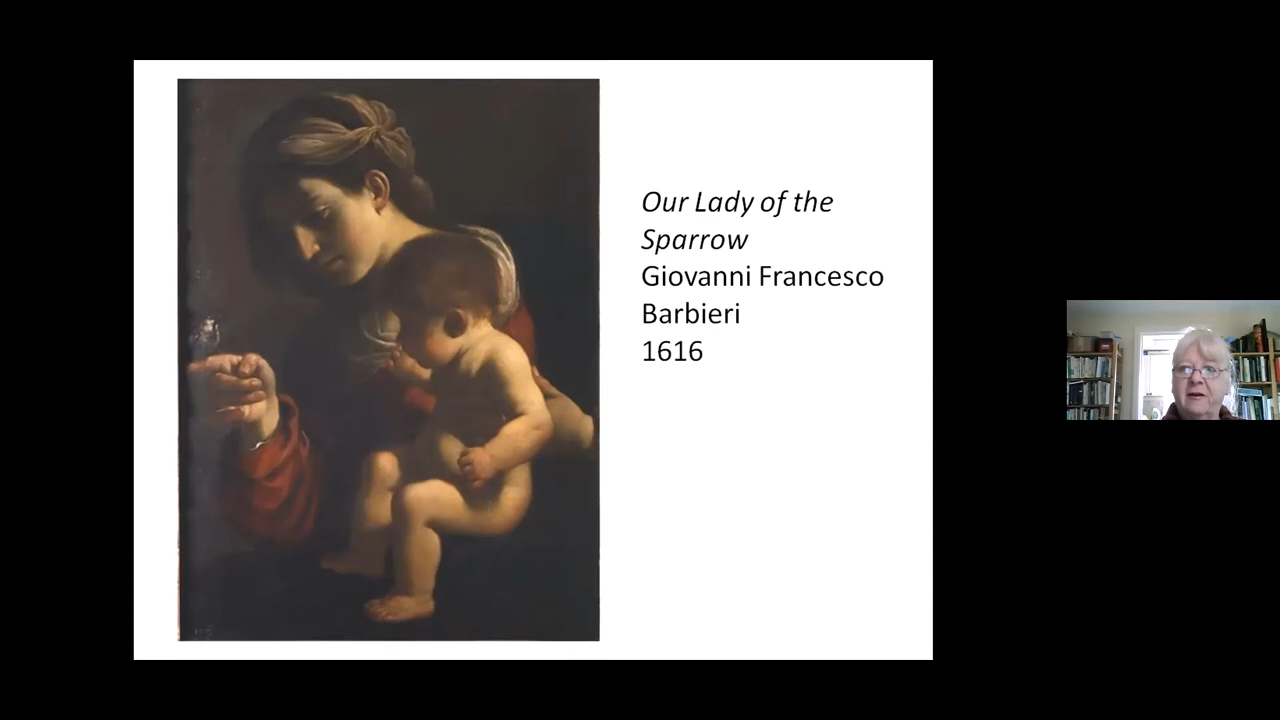 Our Lady of the
Sparrow
Giovanni Francesco
Barbieri
1616